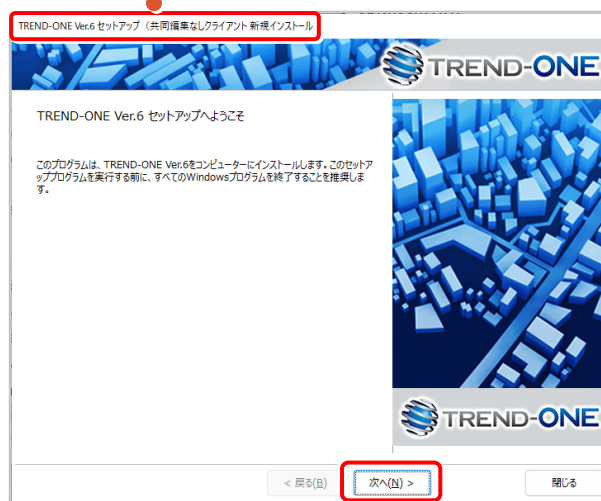 TREND-ONE Ver.6 セットアップ（共同編集なしクライアント 新規インストール
TREND-ONE
TREND-ONE Ver.6 セットアップへようこそ
このプログラムは、TREND-ONE Ver.6をコンピューターにインストールします。このセットア
ッププログラムを実行する前に、すべてのWindowsプログラムを終了することを推奨しま
す。
TREND-ONE
< 戻る(B)
次へ(N) >
閉じる